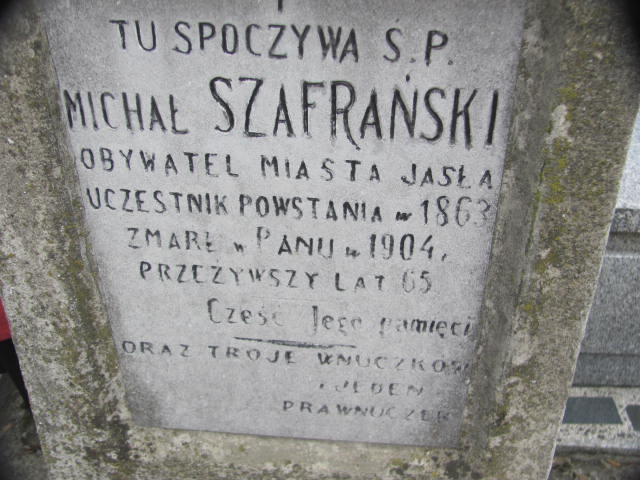 TU SPOCZYWA Ś.P.
MICHAŁ SZAFRAŃSKI
OBYWATEL MIASTA JASŁA
UCZESTNIK POWSTANIA w 1863
ZMARŁ w PANU w 1904,
PRZEŻYWSZY LAT 65
Cześć Jego pamięci
ORAZ TROJE WNUCZKÓW
I JEDEN
PRAWNUCZEK